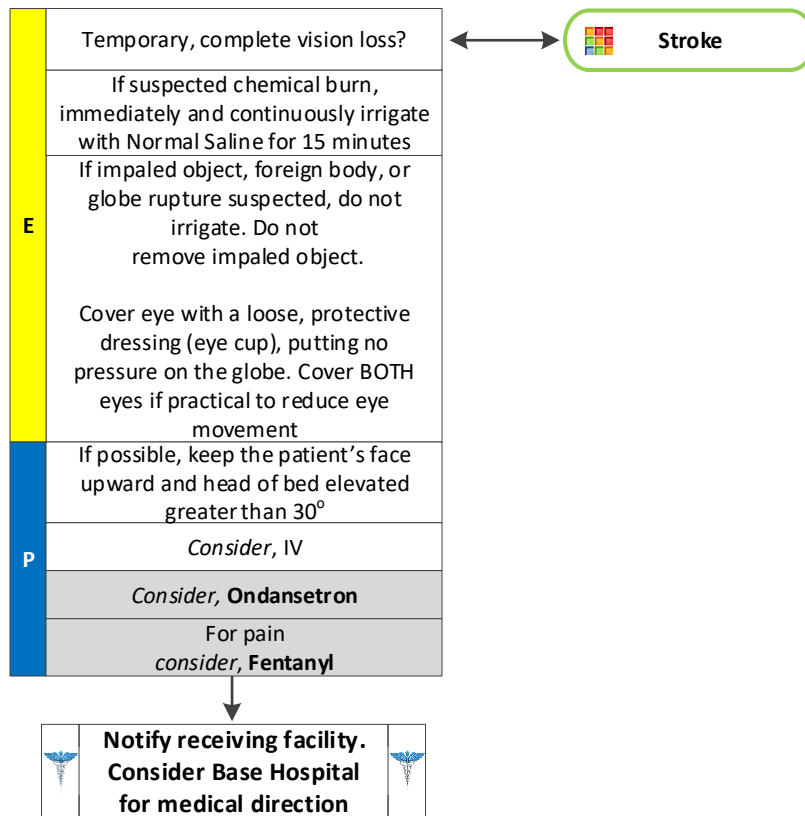 Temporary, complete vision loss?
Stroke
If suspected chemical burn,
immediately and continuously irrigate
with Normal Saline for 15 minutes
E
If impaled object, foreign body, or
globe rupture suspected, do not
irrigate. Do not
remove impaled object.
Cover eye with a loose, protective
dressing (eye cup), putting no
pressure on the globe. Cover BOTH
eyes if practical to reduce eye
movement
P
If possible, keep the patient’s face
upward and head of bed elevated
greater than 30°
Consider, IV
Consider, Ondansetron
For pain
consider, Fentanyl
Notify receiving facility.
Consider Base Hospital
for medical direction